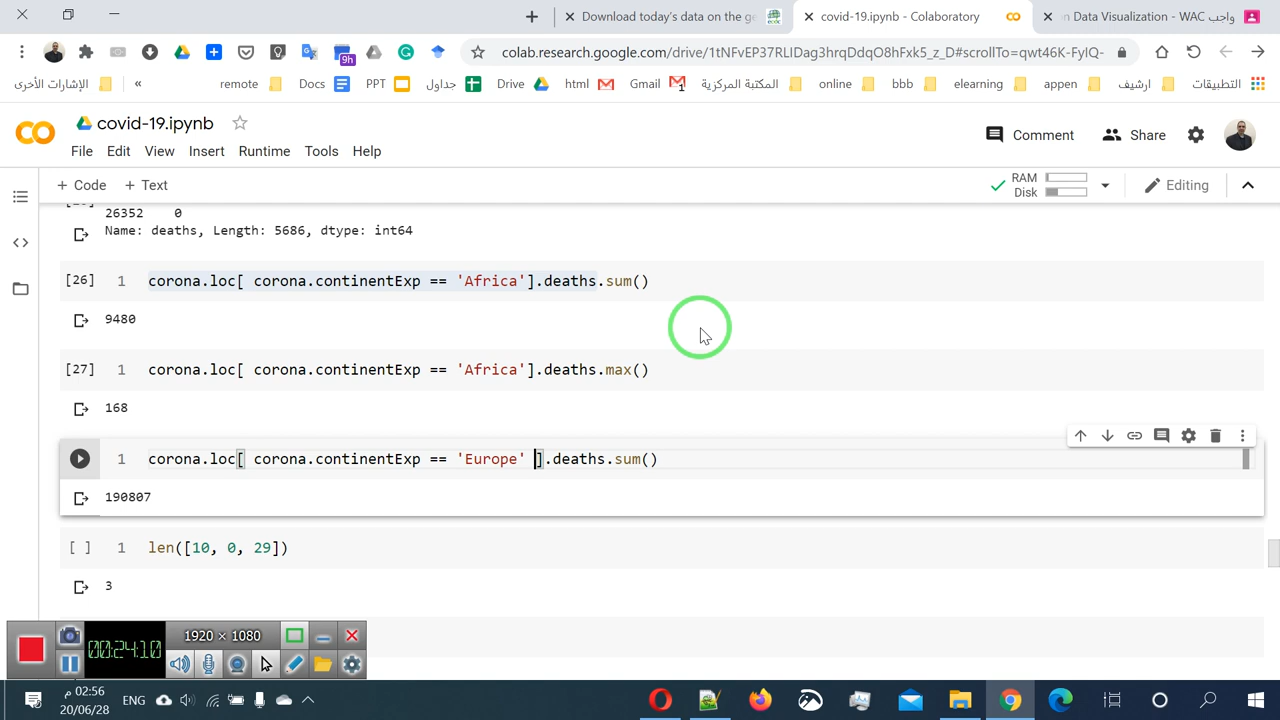 Download today's data on the ge
covid-19.ipynb - Colaboratory
n Data Visualization - WAC واجب
9h
colab.research.google.com/drive/1tNFvEP37RLIDag3hrqDdqO8hFxk5_z_D#scrollTo=qwt46K-FyIQ-
الإشارات الأخرى
«
remote
Docs
PPT
جداول
Drive
html
Gmail
المكتبة المركزية
online
bbb
elearning
appen
ارشيف
التطبيقات
covid-19.ipynb
Comment
Share
File Edit View Insert Runtime Tools Help
+ Code + Text
RAM
Disk
Editing
26352 0
Name: deaths, Length: 5686, dtype: int64
[26] 1 corona.loc[ corona.continentExp == 'Africa'].deaths.sum()
9480
[27] 1 corona.loc[ corona.continentExp == 'Africa'].deaths.max()
168
1 corona.loc[ corona.continentExp == 'Europe' ].deaths.sum()
190807
[ ] 1 len([10, 0, 29])
3
00:24:10
1920 × 1080
02:56 م
20/06/28
ENG